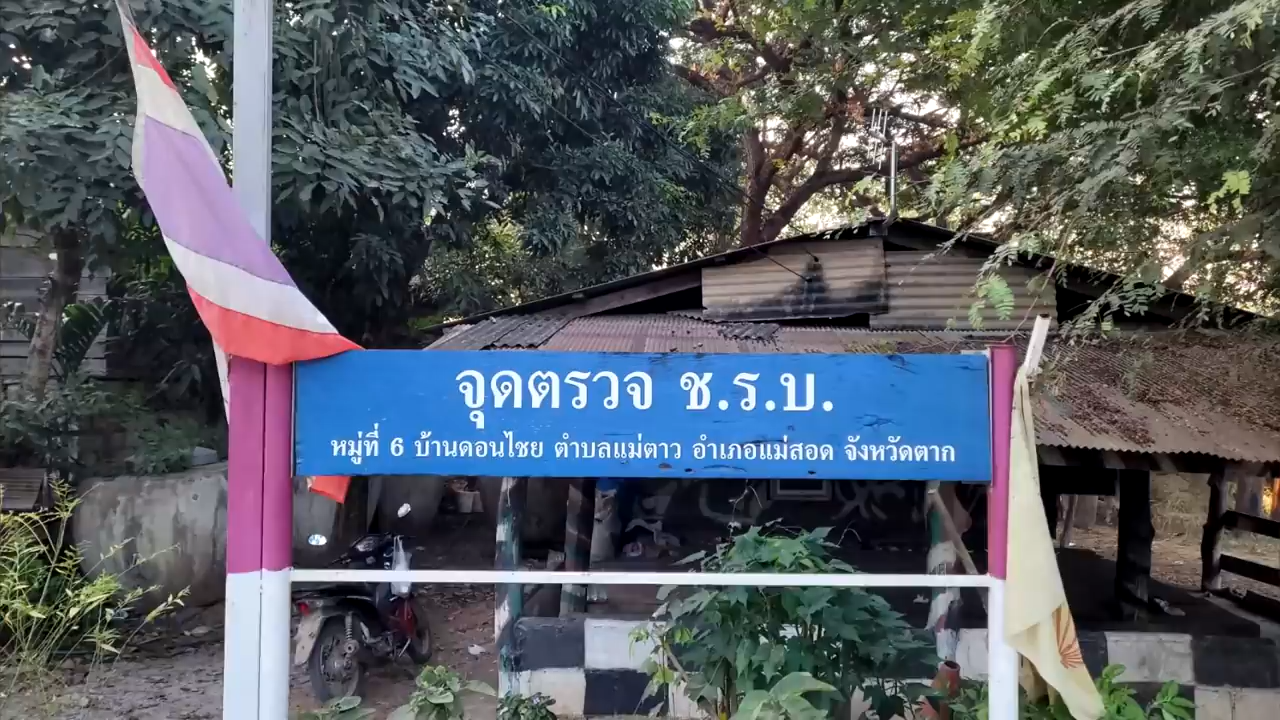 จุดตรวจ ช.ร.บ.
หมู่ที่ 6 บ้านดอนไชย ตำบลแม่ตาว อำเภอแม่สอด จังหวัดตาก